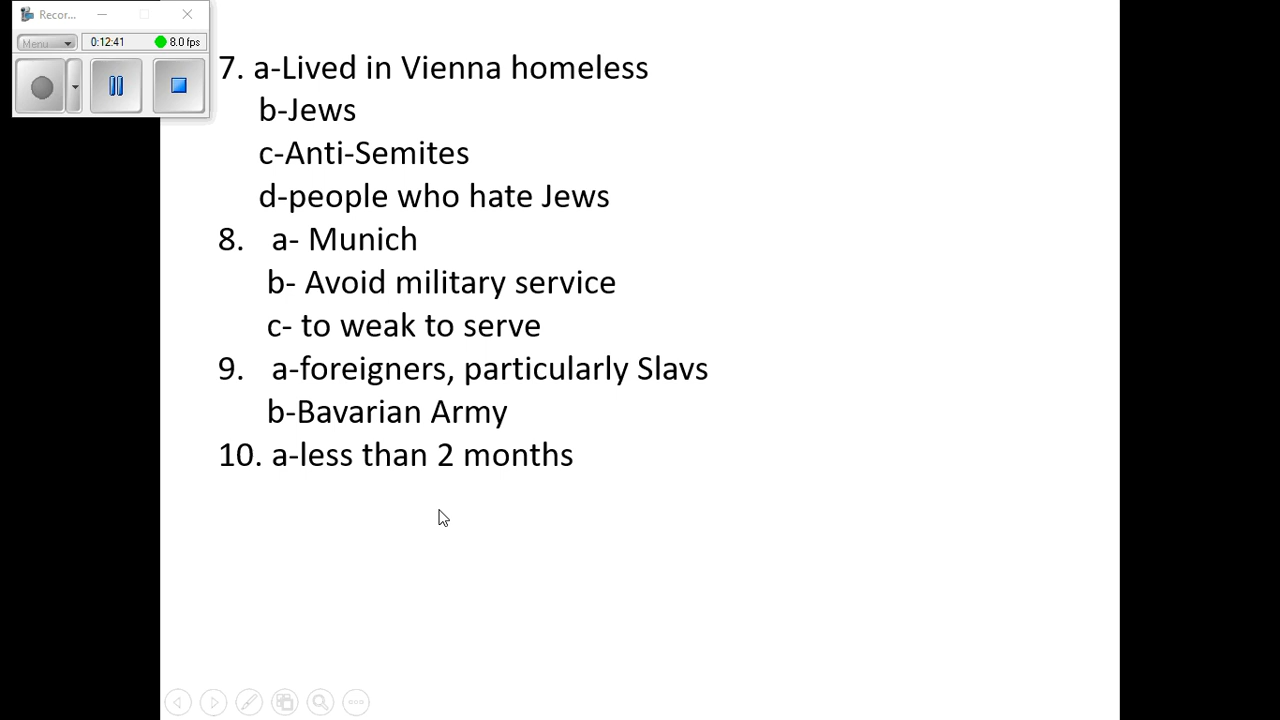 Recor...
Menu
0:12:41
8.0 fps
7. a-Lived in Vienna homeless
b-Jews
c-Anti-Semites
d-people who hate Jews
8. a- Munich
b- Avoid military service
c- to weak to serve
9. a-foreigners, particularly Slavs
b-Bavarian Army
10. a-less than 2 months